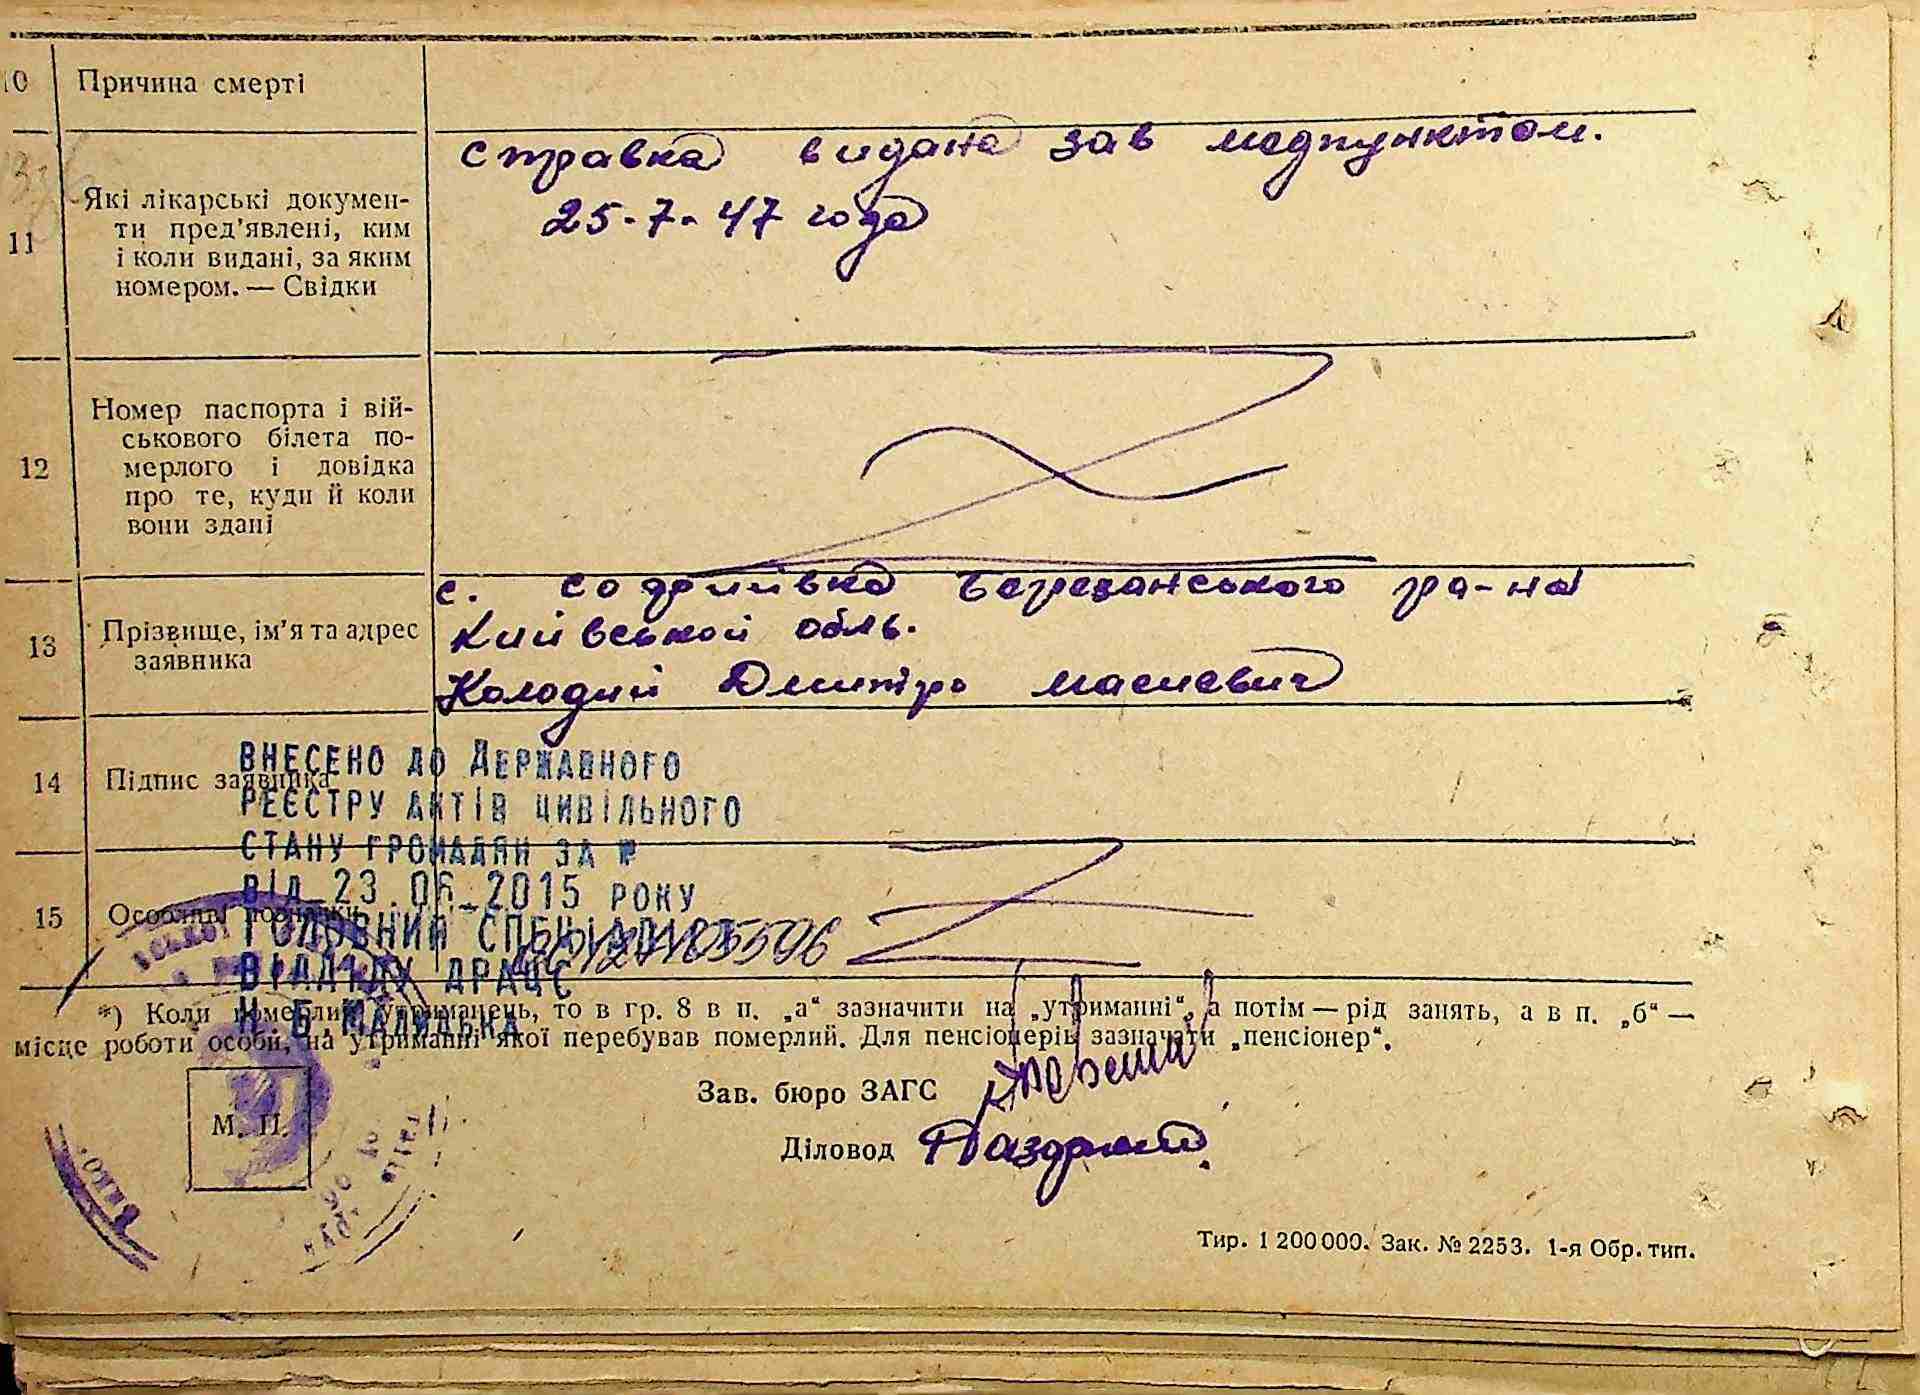 10 Причина смерті
11 Які лікарські докумен-
ти пред'явлені, ким
і коли видані, за яким
номером. — Свідки
справка видана зав медпунктом.
25-7-47 года
12 Номер паспорта і вій-
ськового білета по-
мерлого і довідка
про те, куди й коли
вони здані
13 Прізвище, ім'я та адрес
заявника
с. Березанського ра-на
Київської обль.
Колодий Дмитро
14 Підпис заявника
ВНЕСЕНО ДО ДЕРЖАВНОГО
РЕЄСТРУ АКТІВ ЦИВІЛЬНОГО
СТАНУ ГРОМАДЯН ЗА №
ВІД 23.06.2015 РОКУ
15 Особливі
ГОЛОВНИЙ СПЕЦІАЛІСТ
ВІДДІЛУ ДРАЦС
*) Коли померлий утриманець, то в гр. 8 в п. „а“ зазначити на „утриманні“, а потім — рід занять, а в п. „б“ —
місце роботи особи, на утриманні якої перебував померлий. Для пенсіонерів зазначати „пенсіонер“.
Зав. бюро ЗАГС
М. П.
Діловод
Тир. 1 200 000. Зак. № 2253. 1-я Обр. тип.